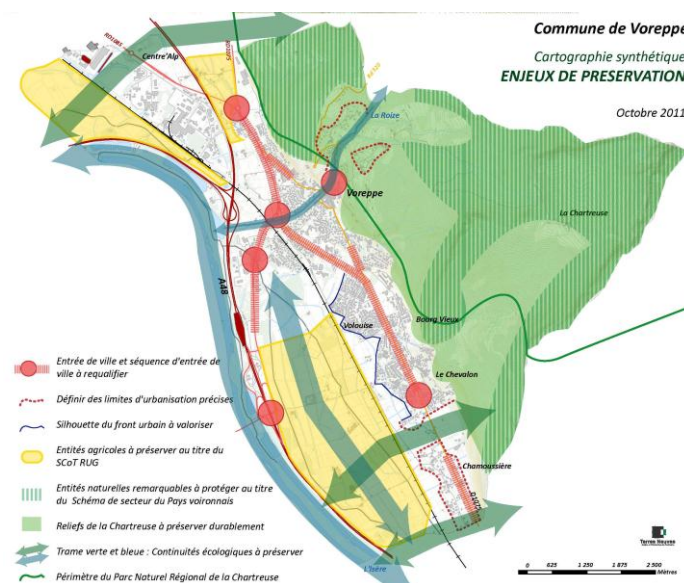 Commune de Voreppe
Cartographie synthétique
ENJEUX DE PRESERVATION
Octobre 2011
Centre'Alp
La Roize
Voreppe
La Chartreuse
A48
Volouise
Bourg Vieux
Le Chevalon
Chamoussière
L'Isère
Entrée de ville et séquence d'entrée de
ville à requalifier
Définir des limites d'urbanisation précises
Silhouette du front urbain à valoriser
Entités agricoles à préserver au titre du
SCoT RUG
Entités naturelles remarquables à protéger au titre
du Schéma de secteur du Pays voironnais
Reliefs de la Chartreuse à préserver durablement
Trame verte et bleue : Continuités écologiques à préserver
Périmètre du Parc Naturel Régional de la Chartreuse
Terres Neuves
0 625 1 250 1 875 2 500
Mètres